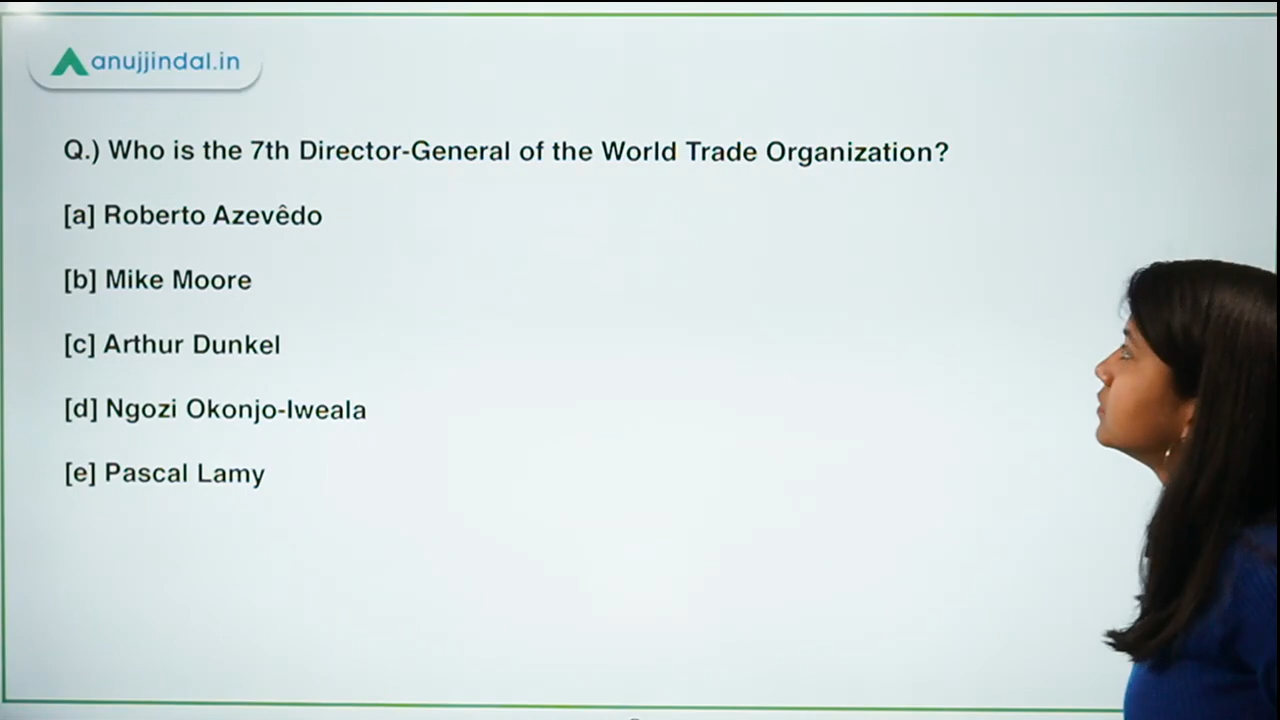 anujjindal.in
Q.) Who is the 7th Director-General of the World Trade Organization?
[a] Roberto Azevêdo
[b] Mike Moore
[c] Arthur Dunkel
[d] Ngozi Okonjo-Iweala
[e] Pascal Lamy